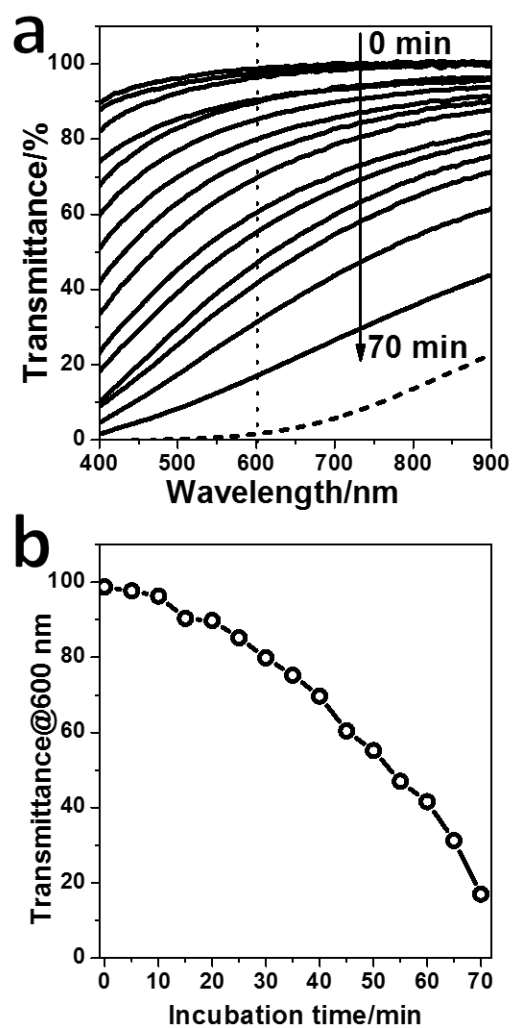 a
0 min
100
80
60
40
20
0
Transmittance/%
70 min
400 500 600 700 800 900
Wavelength/nm
b
100
80
60
40
20
0
Transmittance@600 nm
0 10 20 30 40 50 60 70
Incubation time/min